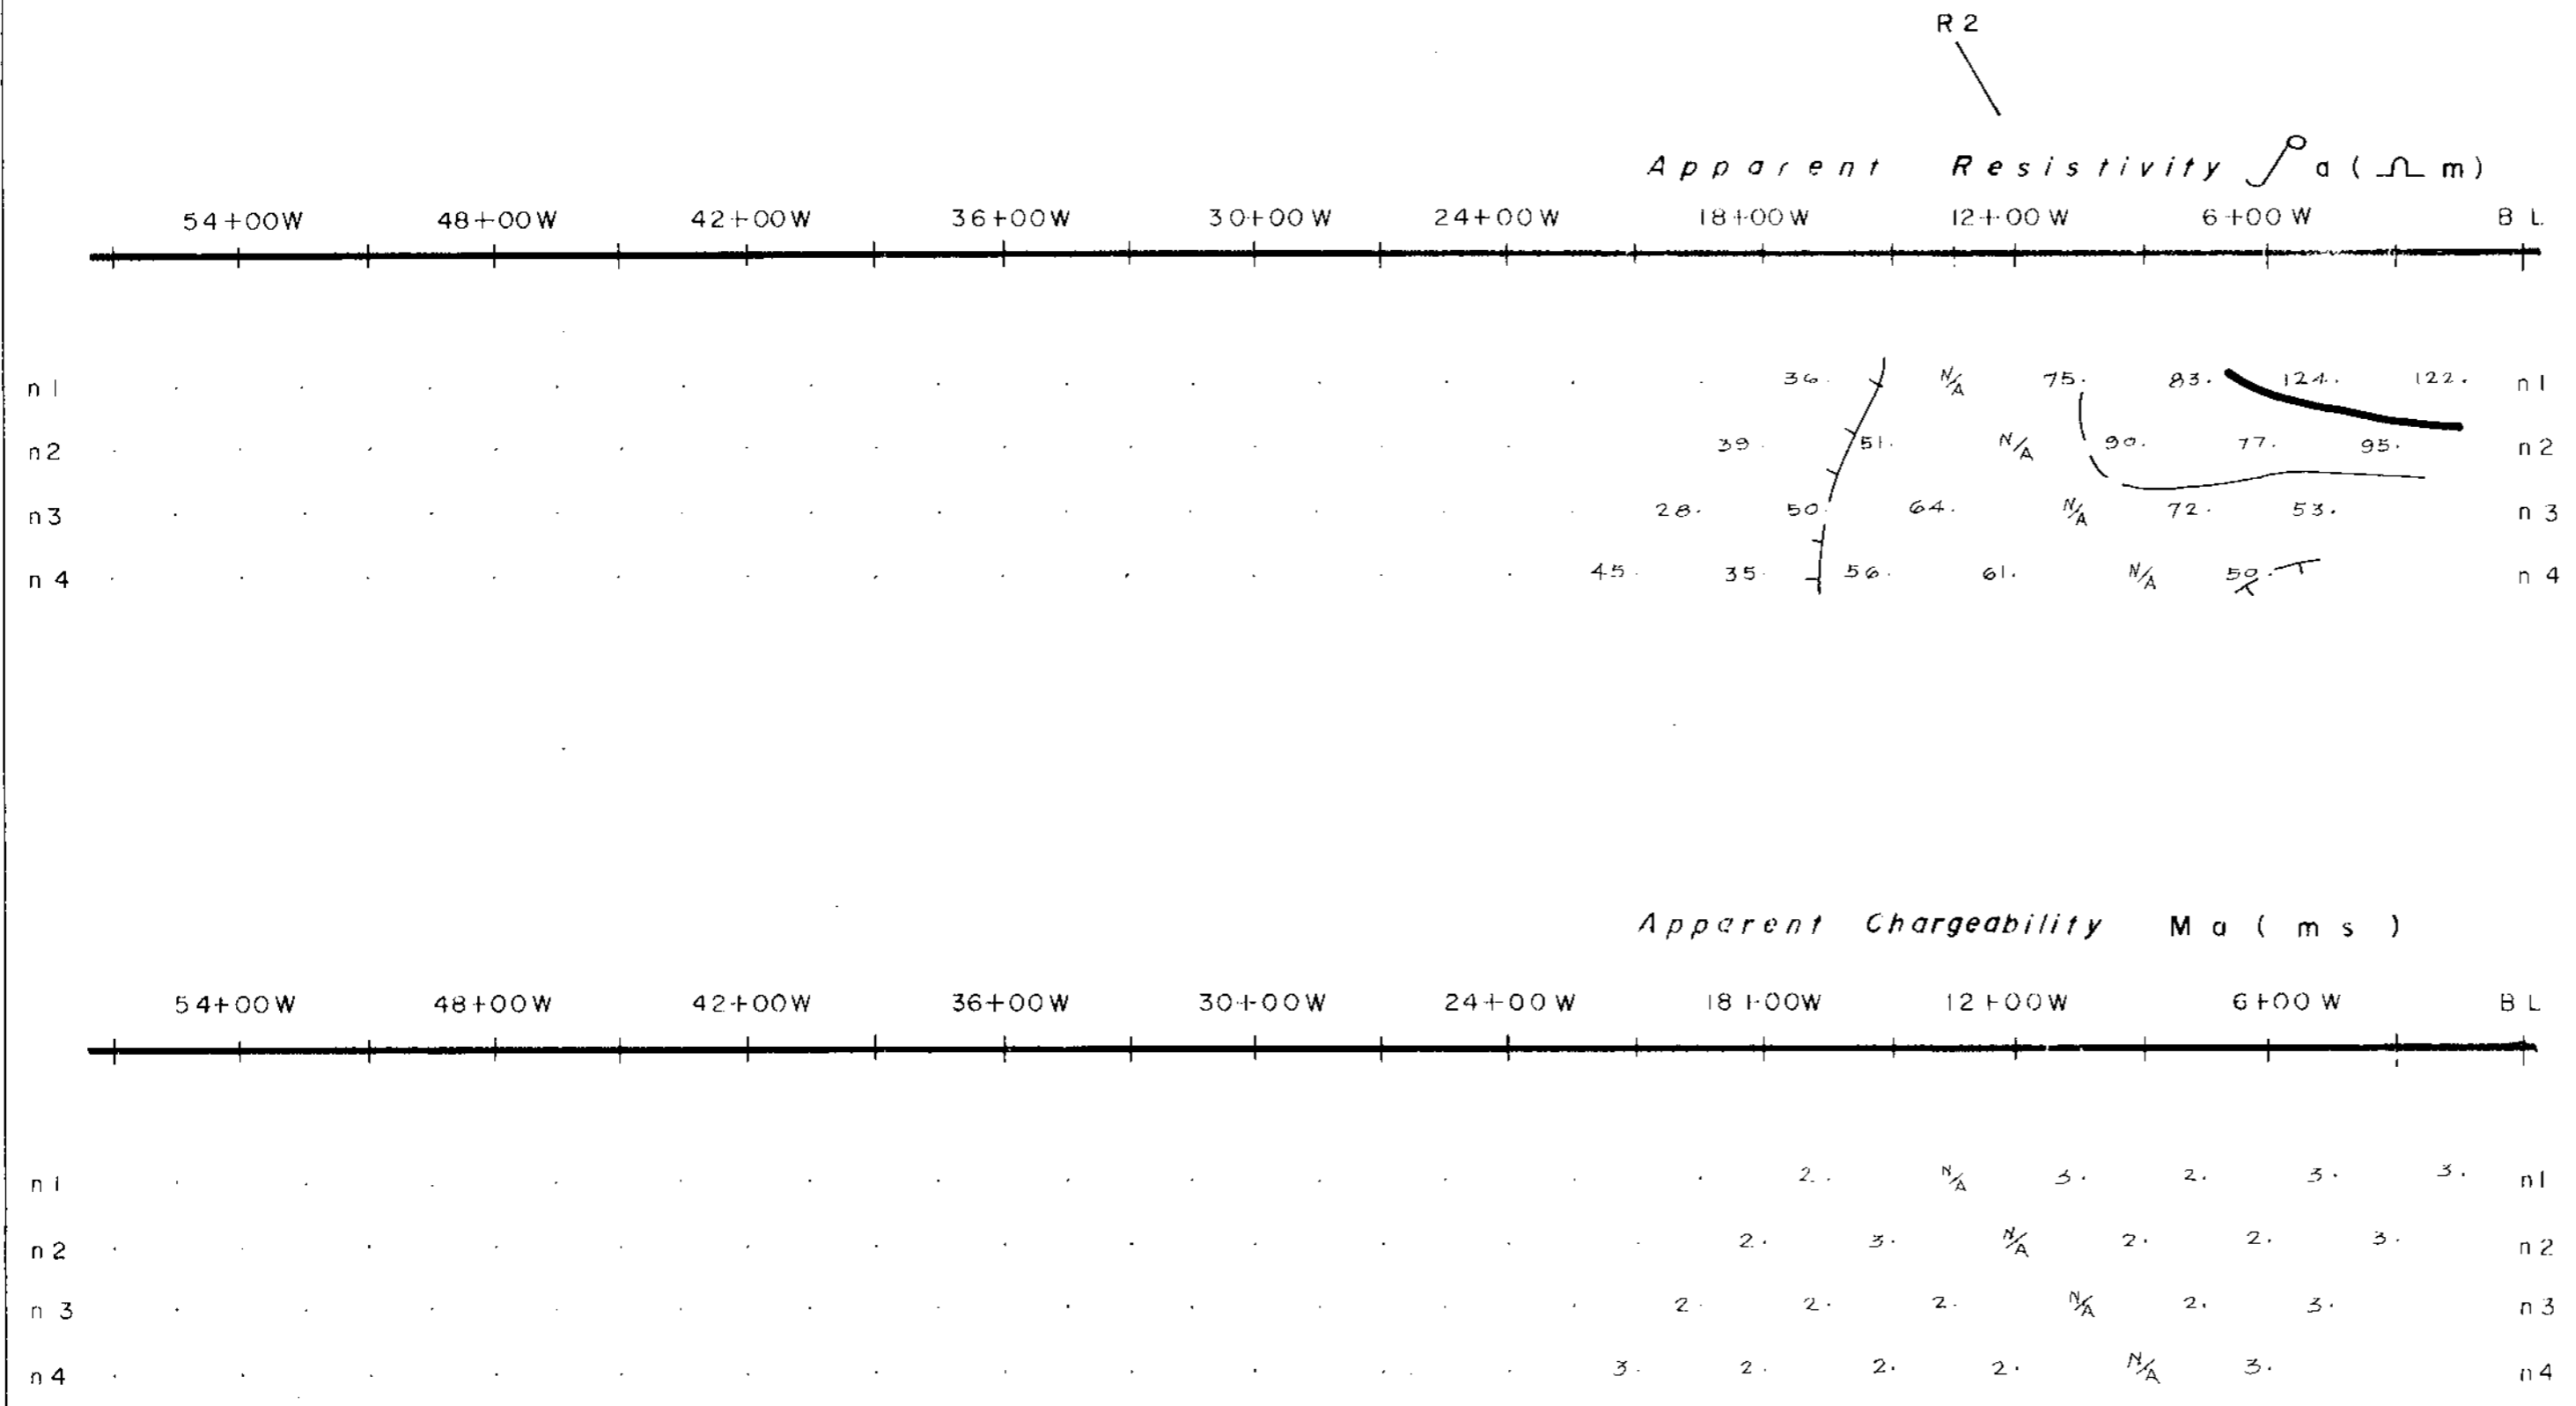 R 2
Apparent Resistivity ρa (Ω m)
54+00W 48+00W 42+00W 36+00W 30+00W 24+00W 18+00W 12+00W 6+00W B L
n1 36. N/A 75. 83. 124. 122. n1
n2 39. 51. N/A 90. 77. 95. n2
n3 28. 50. 64. N/A 72. 53. n3
n4 45. 35. 56. 61. N/A 50. n4
Apparent Chargeability Ma (ms)
54+00W 48+00W 42+00W 36+00W 30+00W 24+00W 18+00W 12+00W 6+00W B L
n1 2. N/A 3. 2. 3. 3. n1
n2 2. 3. N/A 2. 2. 3. n2
n3 2. 2. 2. N/A 2. 3. n3
n4 3. 2. 2. 2. N/A 3. n4